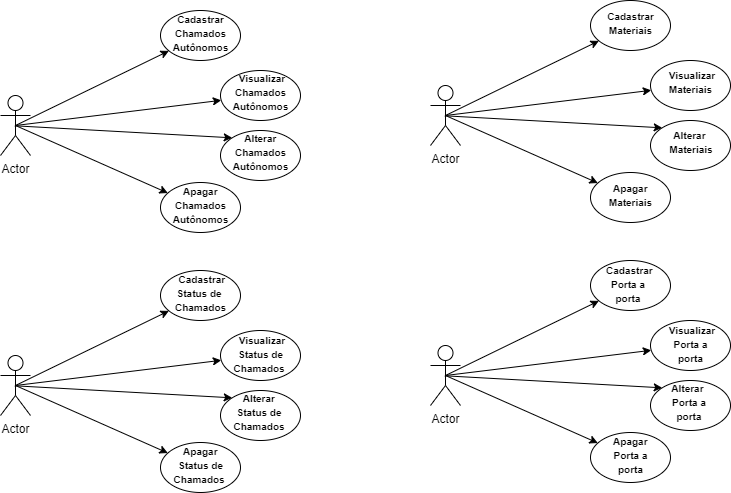 Cadastrar
Chamados
Autônomos
Visualizar
Chamados
Autônomos
Alterar
Chamados
Autônomos
Apagar
Chamados
Autônomos
Actor
Cadastrar
Materiais
Visualizar
Materiais
Alterar
Materiais
Apagar
Materiais
Actor
Cadastrar
Status de
Chamados
Visualizar
Status de
Chamados
Alterar
Status de
Chamados
Apagar
Status de
Chamados
Actor
Cadastrar
Porta a
porta
Visualizar
Porta a
porta
Alterar
Porta a
porta
Apagar
Porta a
porta
Actor